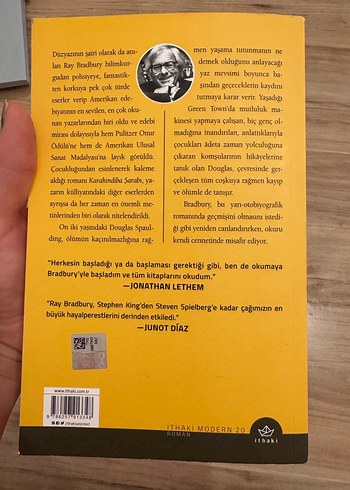 Düzyazının şairi olarak da anı-
lan Ray Bradbury bilimkur-
gudan polisiyeye, fantastik-
ten korkuya pek çok türde
eserler verip Amerikan ede-
biyatının en sevilen, en çok oku-
nan yazarlarından biri oldu ve edebi
mirası dolayısıyla hem Pulitzer Onur
Ödülü'ne hem de Amerikan Ulusal
Sanat Madalyası'na layık görüldü.
Çocukluğundan esinlenerek kaleme
aldığı romanı Karahindiba Şarabı, ya-
zarın külliyatındaki diğer eserlerden
ayrışsa da her zaman en önemli me-
tinlerinden biri olarak nitelendirildi.
On iki yaşındaki Douglas Spaul-
ding, ölümün kaçınılmazlığına rağ-
men yaşama tutunmanın ne
demek olduğunu anlayacağı
yaz mevsimi boyunca ba-
şından geçeceklerin kaydını
tutmaya karar verir. Yaşadığı
Green Town'da mutluluk ma-
kinesi yapmaya çalışan, hiç genç ol-
madığına inandırılan, anlattıklarıyla
çocukları âdeta zaman yolculuğuna
çıkartan komşularının hikâyelerine
tanık olan Douglas, çevresinde ger-
çekleşen tüm coşkuya rağmen kayıp
ve ölümle de tanışır.
Bradbury, bu yarı-otobiyografik
romanında geçmişini olmasını istedi-
ği gibi yeniden canlandırırken, okuru
kendi cennetinde misafir ediyor.
"Herkesin başladığı ya da başlaması gerektiği gibi, ben de okumaya
Bradbury'yle başladım ve tüm kitaplarını okudum."
—JONATHAN LETHEM
"Ray Bradbury, Stephen King'den Steven Spielberg'e kadar çağımızın en
büyük hayalperestlerini derinden etkiledi."
—JUNOT DÍAZ
www.ithaki.com.tr
9 786257 913348
/ithakiyayinlari
İTHAKİ MODERN 20
ROMAN
ithaki